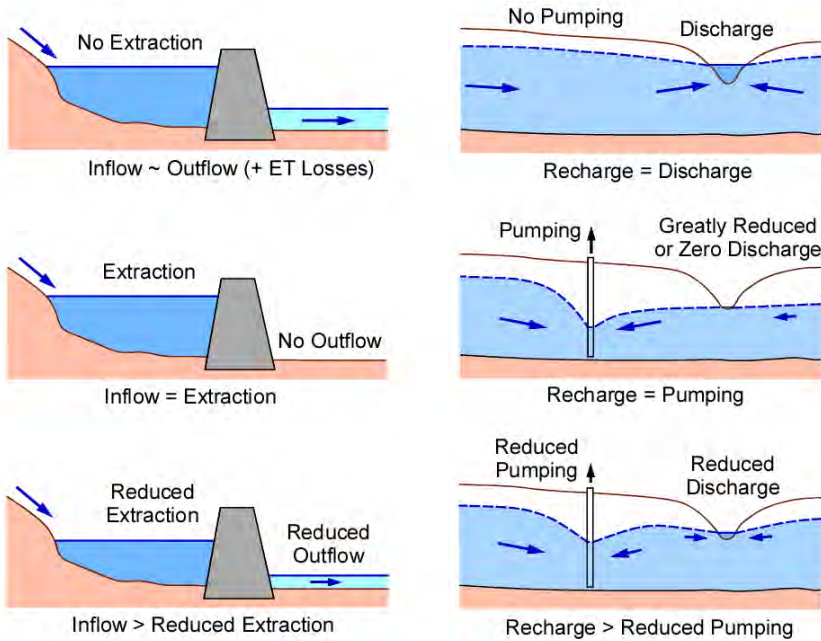 No Extraction
Inflow ~ Outflow (+ ET Losses)
No Pumping
Discharge
Recharge = Discharge
Extraction
No Outflow
Inflow = Extraction
Pumping
Greatly Reduced
or Zero Discharge
Recharge = Pumping
Reduced
Extraction
Reduced
Outflow
Inflow > Reduced Extraction
Reduced
Pumping
Reduced
Discharge
Recharge > Reduced Pumping